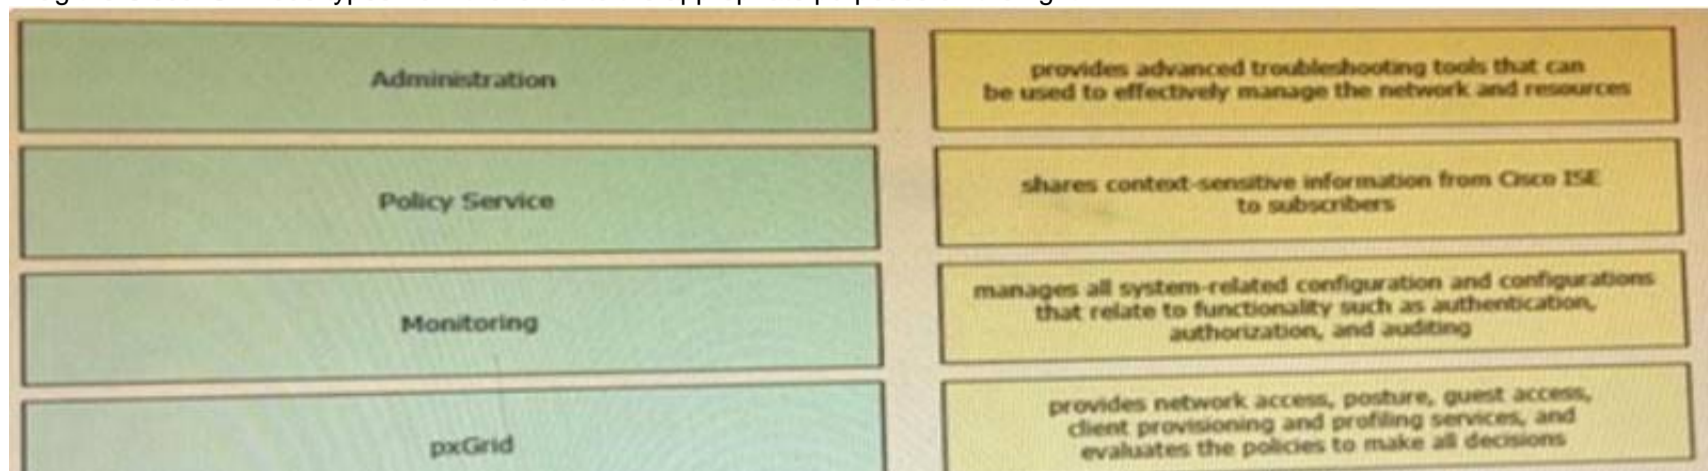 Administration
provides advanced troubleshooting tools that can
be used to effectively manage the network and resources
Policy Service
shares context-sensitive information from Cisco ISE
to subscribers
Monitoring
manages all system-related configuration and configurations
that relate to functionality such as authentication,
authorization, and auditing
pxGrid
provides network access, posture, guest access,
client provisioning and profiling services, and
evaluates the policies to make all decisions